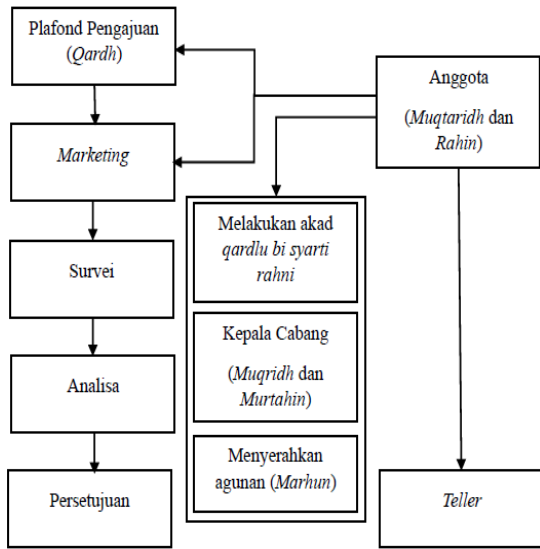 Plafond Pengajuan
(Qardh)
Marketing
Survei
Analisa
Persetujuan
Melakukan akad
qardlu bi syarti
rahni
Kepala Cabang
(Muqridh dan
Murtahin)
Menyerahkan
agunan (Marhun)
Anggota
(Muqtaridh dan
Rahin)
Teller